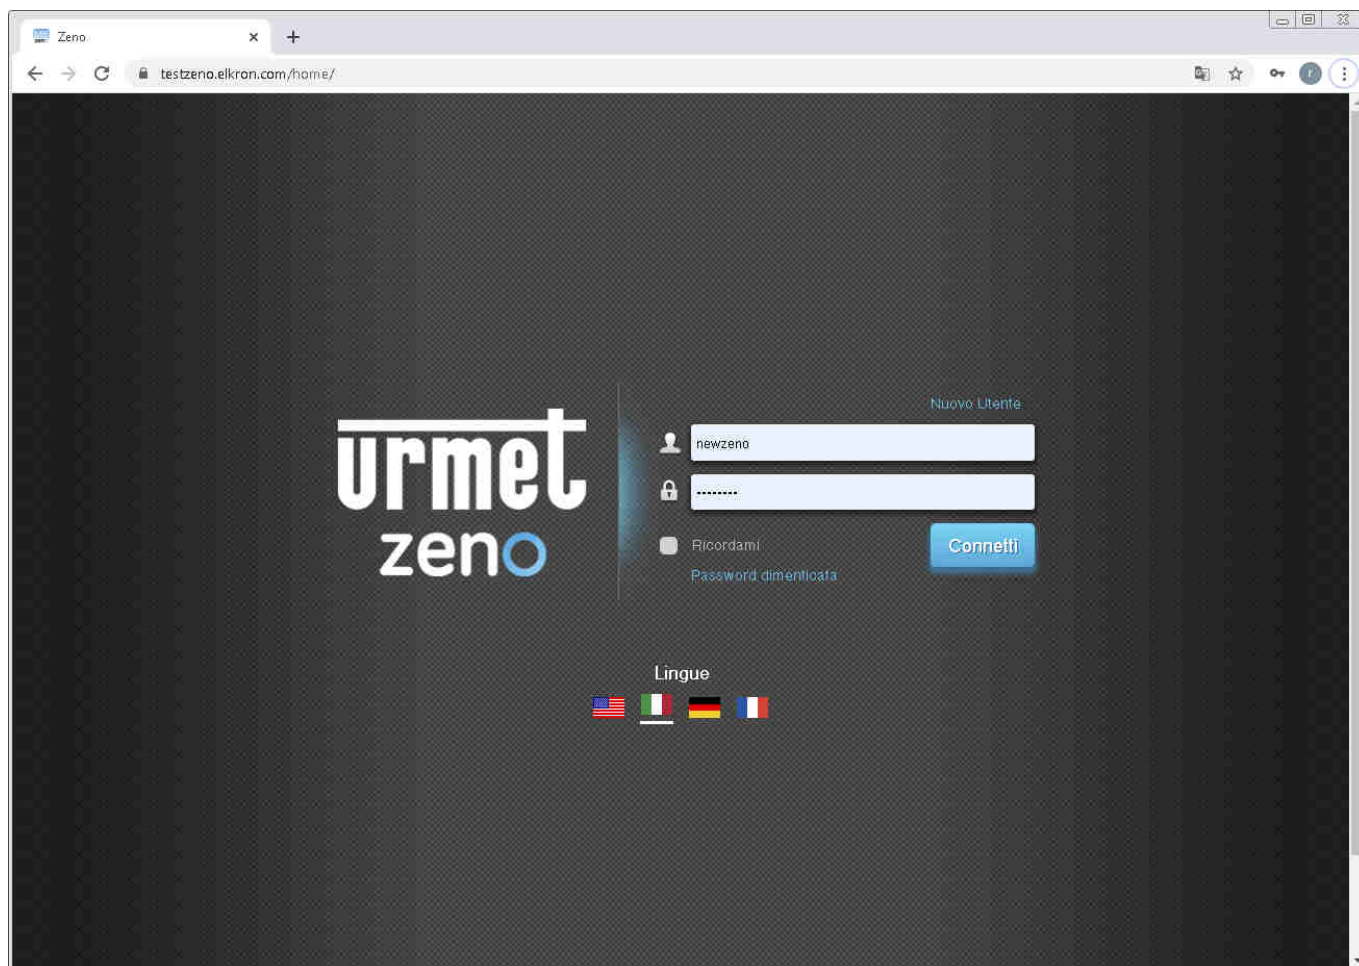 Zeno
testzeno.elkron.com/home/
r
urmet
zeno
Nuovo Utente
newzeno
••••••••
Ricordami
Connetti
Password dimenticata
Lingue